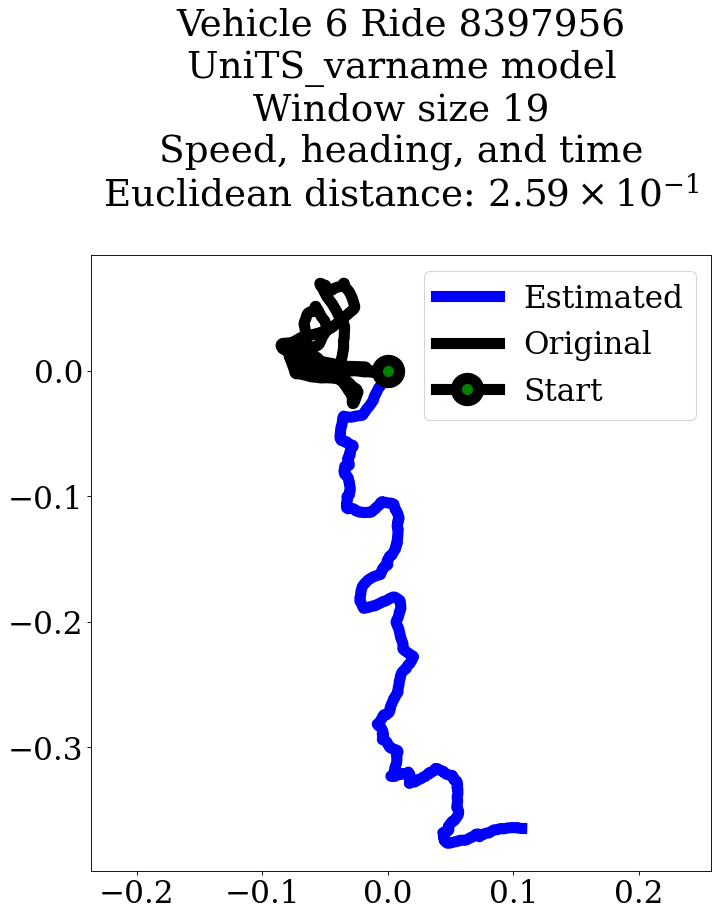 Vehicle 6 Ride 8397956
UniTS_varname model
Window size 19
Speed, heading, and time
Euclidean distance: $2.59 \times 10^{-1}$
Estimated
Original
Start
0.0
−0.1
−0.2
−0.3
−0.2 −0.1 0.0 0.1 0.2